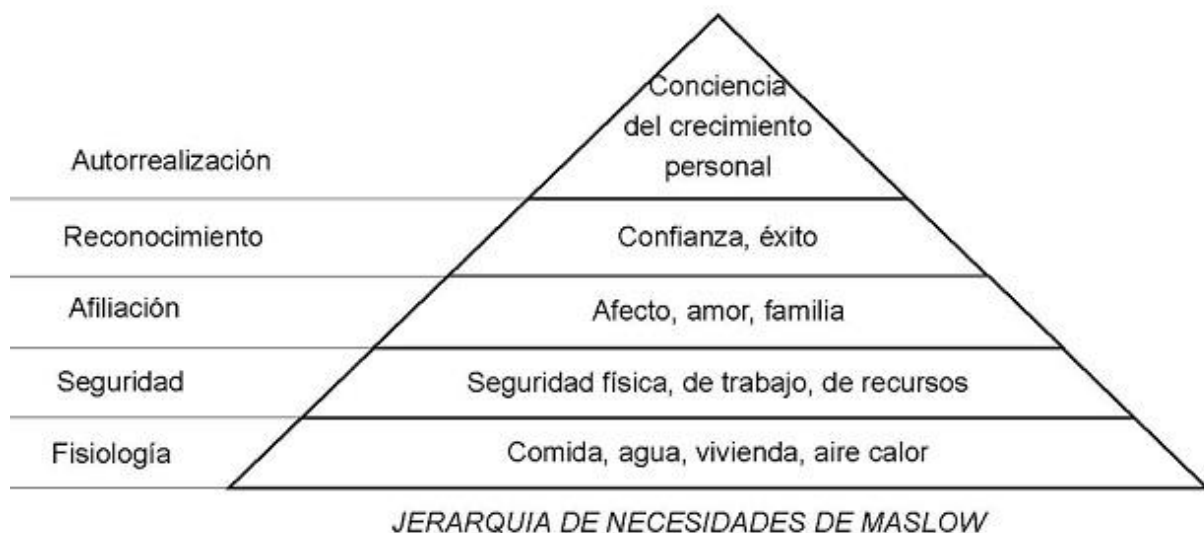 Conciencia
del crecimiento
personal
Autorrealización
Reconocimiento
Confianza, éxito
Afiliación
Afecto, amor, familia
Seguridad
Seguridad física, de trabajo, de recursos
Fisiología
Comida, agua, vivienda, aire calor
JERARQUIA DE NECESIDADES DE MASLOW